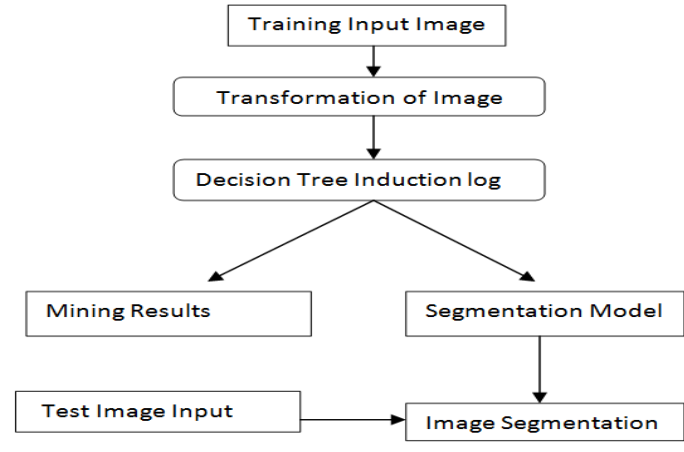 Training Input Image
Transformation of Image
Decision Tree Induction log
Mining Results
Segmentation Model
Test Image Input
Image Segmentation